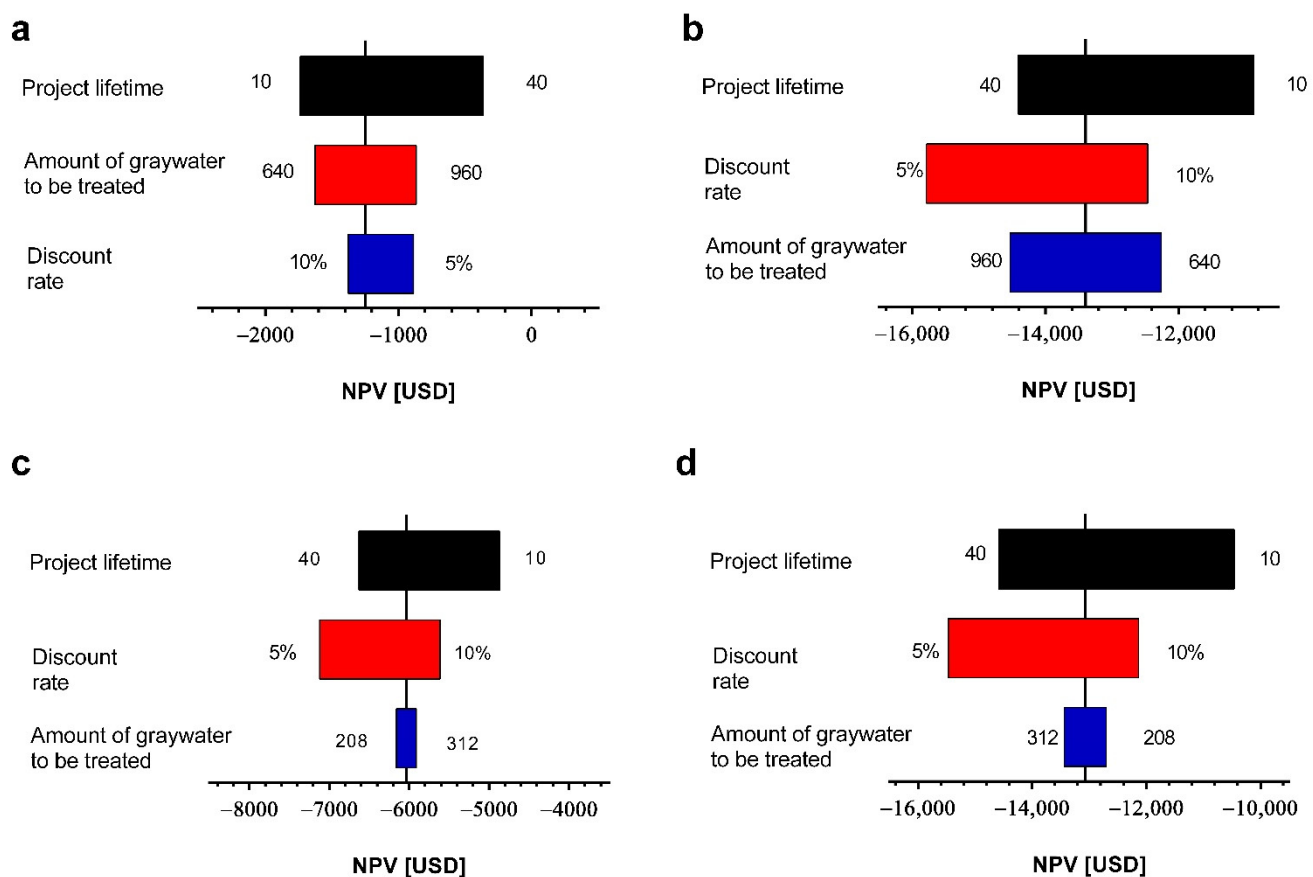 a
Project lifetime
10
40
Amount of graywater
to be treated
640
960
Discount
rate
10%
5%
−2000
−1000
0
NPV [USD]
b
Project lifetime
40
10
Discount
rate
5%
10%
Amount of graywater
to be treated
960
640
−16,000
−14,000
−12,000
NPV [USD]
c
Project lifetime
40
10
Discount
rate
5%
10%
Amount of graywater
to be treated
208
312
−8000
−7000
−6000
−5000
−4000
NPV [USD]
d
Project lifetime
40
10
Discount
rate
5%
10%
Amount of graywater
to be treated
312
208
−16,000
−14,000
−12,000
−10,000
NPV [USD]